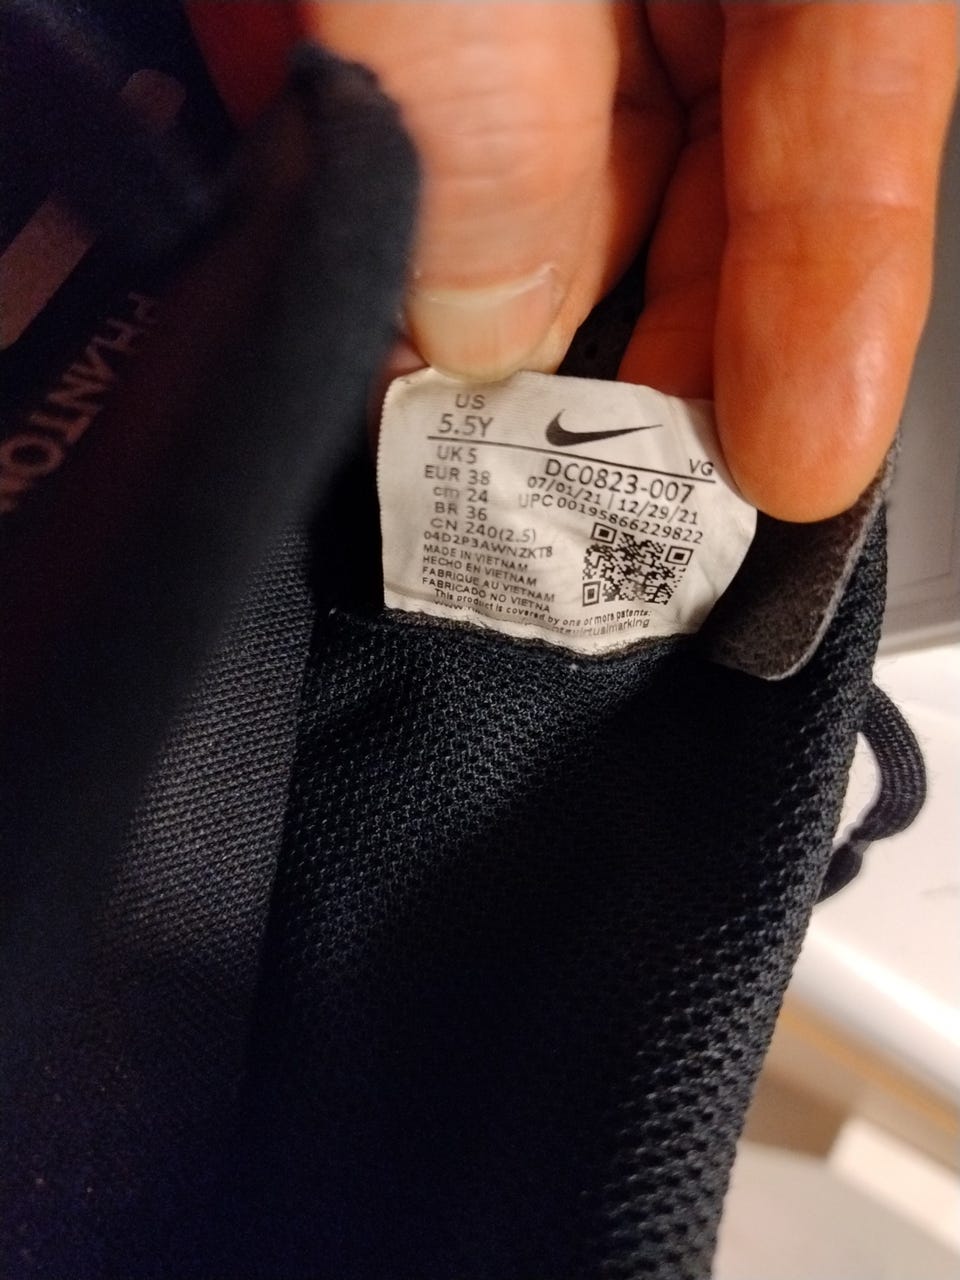 PHANTOM
US
5.5Y
UK 5
EUR 38
cm 24
BR 36
CN 240(2.5)
04D2P3AWNZKT8
MADE IN VIETNAM
HECHO EN VIETNAM
FABRIQUE AU VIETNAM
FABRICADO NO VIETNA
This product is covered by one or more patents:
virtualmarking
VG
DC0823-007
07/01/21 | 12/29/21
UPC 00195866229822